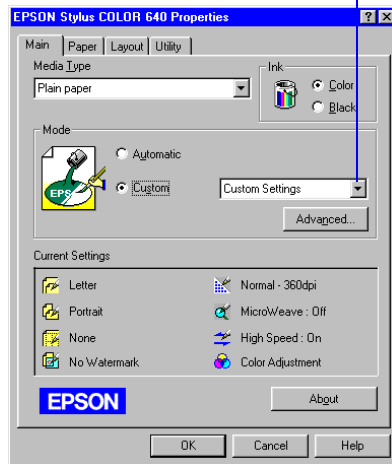 EPSON Stylus COLOR 640 Properties ? X
Main Paper Layout Utility
Media Type Ink
Plain paper Color
Black
Mode
Automatic
EPS Custom Custom Settings
Advanced...
Current Settings
Letter Normal - 360dpi
Portrait MicroWeave : Off
None High Speed : On
No Watermark Color Adjustment
EPSON About
OK Cancel Help